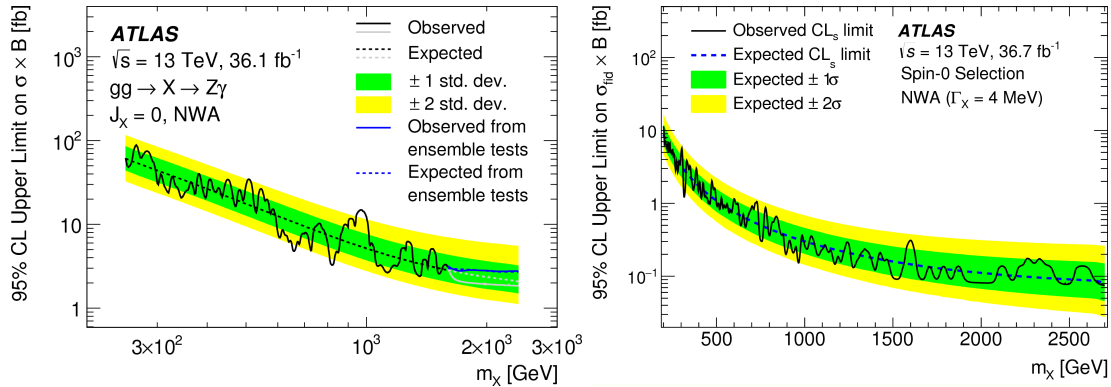 95% CL Upper Limit on σ × B [fb]
10³
10²
10
1
ATLAS
√s = 13 TeV, 36.1 fb⁻¹
gg → X → Zγ
J_X = 0, NWA
Observed
Expected
± 1 std. dev.
± 2 std. dev.
Observed from
ensemble tests
Expected from
ensemble tests
3×10² 10³ 2×10³ 3×10³
m_X [GeV]
95% CL Upper Limit on σ_fid × B [fb]
10²
10
1
10⁻¹
Observed CL_s limit
Expected CL_s limit
Expected ± 1σ
Expected ± 2σ
ATLAS
√s = 13 TeV, 36.7 fb⁻¹
Spin-0 Selection
NWA (Γ_X = 4 MeV)
500 1000 1500 2000 2500
m_X [GeV]